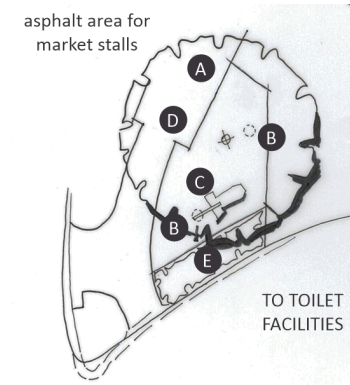 asphalt area for
market stalls
A
D
B
C
B
E
TO TOILET
FACILITIES